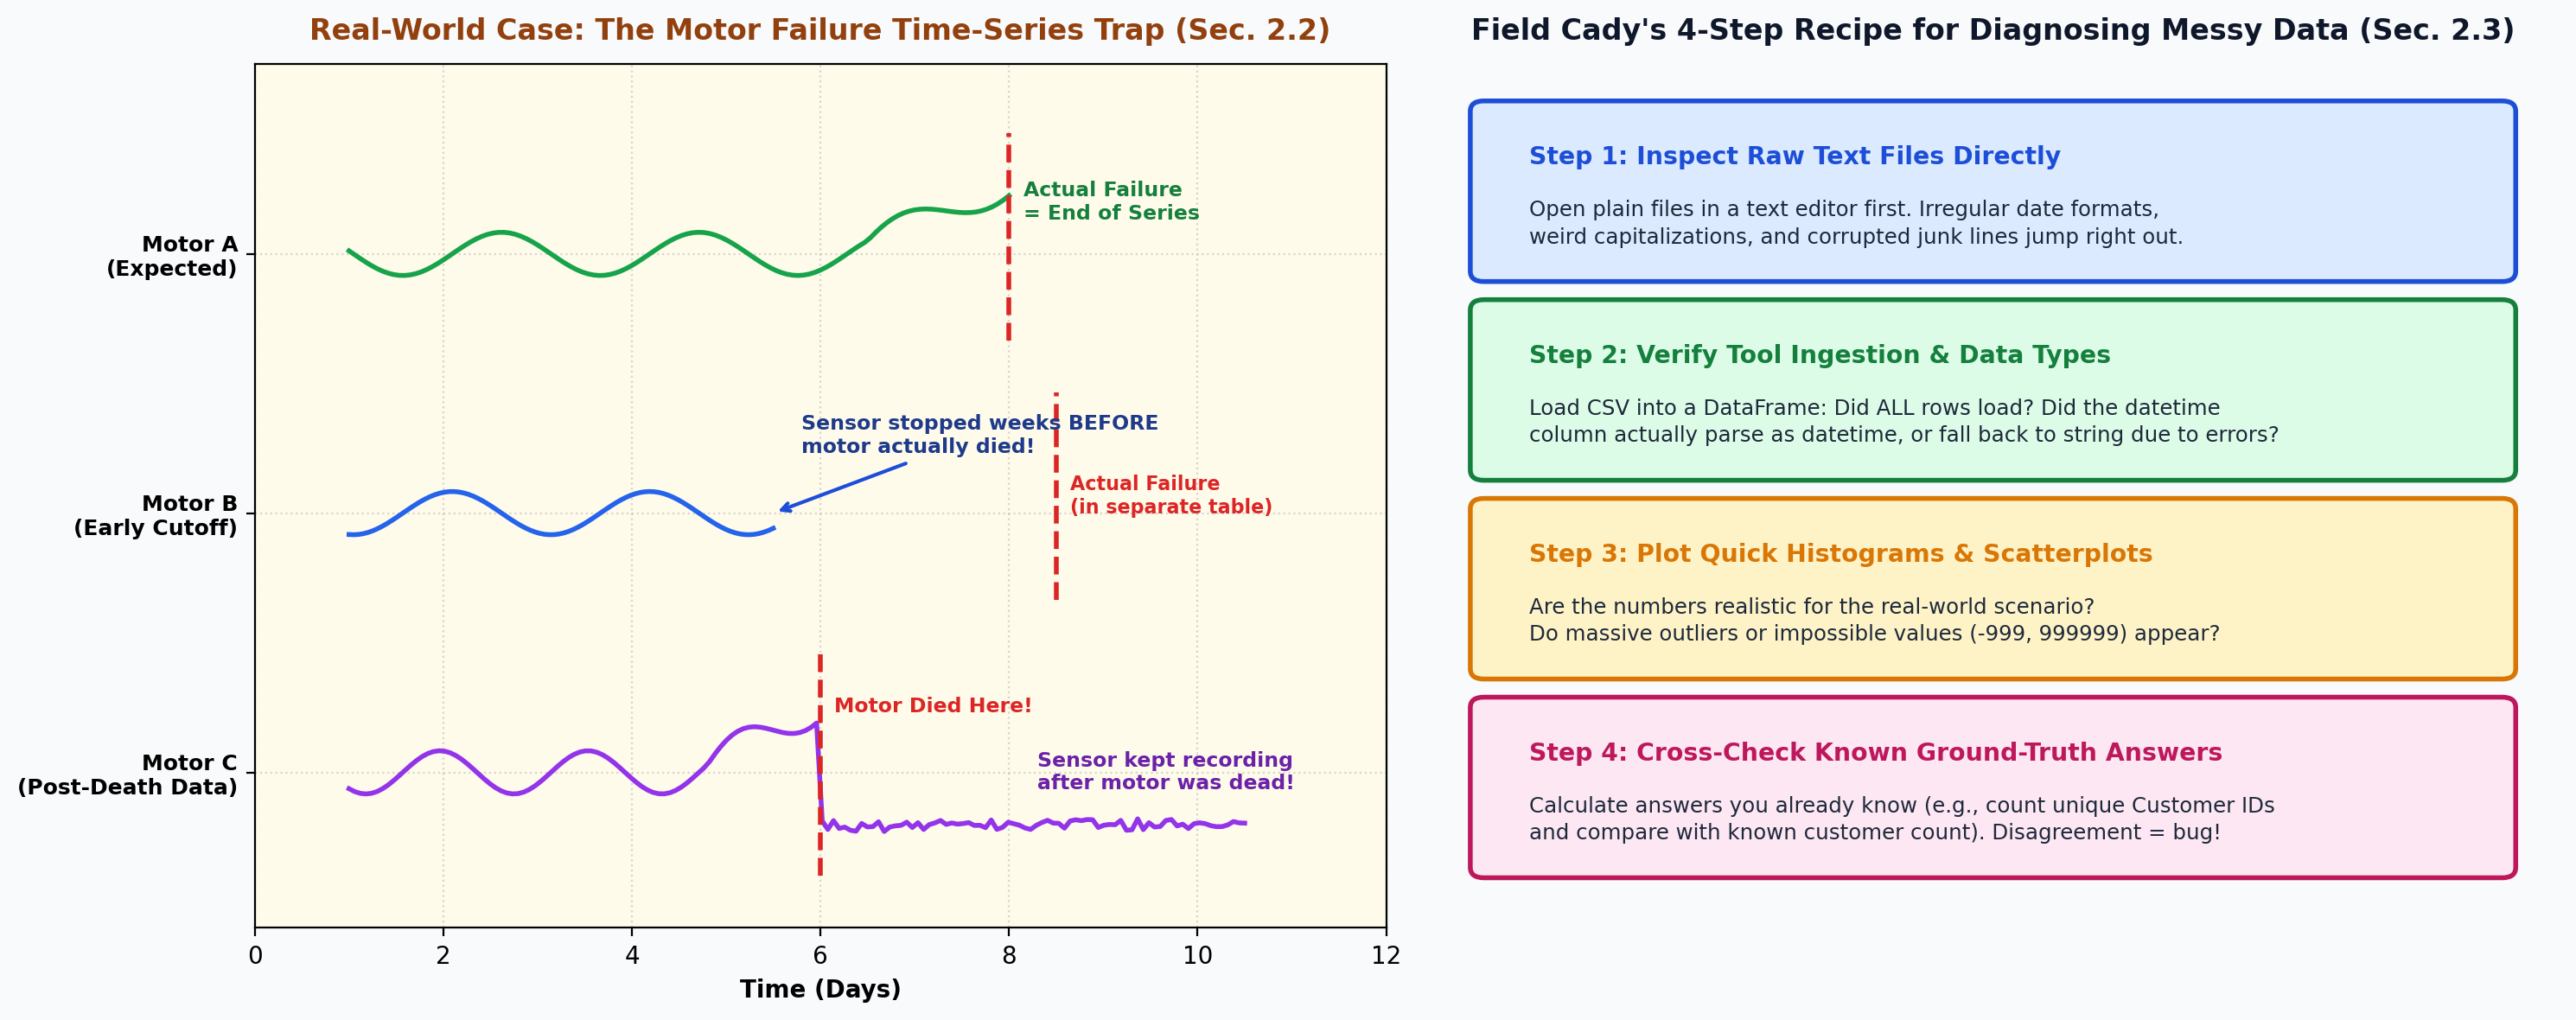 Real-World Case: The Motor Failure Time-Series Trap (Sec. 2.2)
Motor A
(Expected)
Actual Failure
= End of Series
Motor B
(Early Cutoff)
Sensor stopped weeks BEFORE
motor actually died!
Actual Failure
(in separate table)
Motor C
(Post-Death Data)
Motor Died Here!
Sensor kept recording
after motor was dead!
0 2 4 6 8 10 12
Time (Days)
Field Cady's 4-Step Recipe for Diagnosing Messy Data (Sec. 2.3)
Step 1: Inspect Raw Text Files Directly
Open plain files in a text editor first. Irregular date formats,
weird capitalizations, and corrupted junk lines jump right out.
Step 2: Verify Tool Ingestion & Data Types
Load CSV into a DataFrame: Did ALL rows load? Did the datetime
column actually parse as datetime, or fall back to string due to errors?
Step 3: Plot Quick Histograms & Scatterplots
Are the numbers realistic for the real-world scenario?
Do massive outliers or impossible values (-999, 999999) appear?
Step 4: Cross-Check Known Ground-Truth Answers
Calculate answers you already know (e.g., count unique Customer IDs
and compare with known customer count). Disagreement = bug!